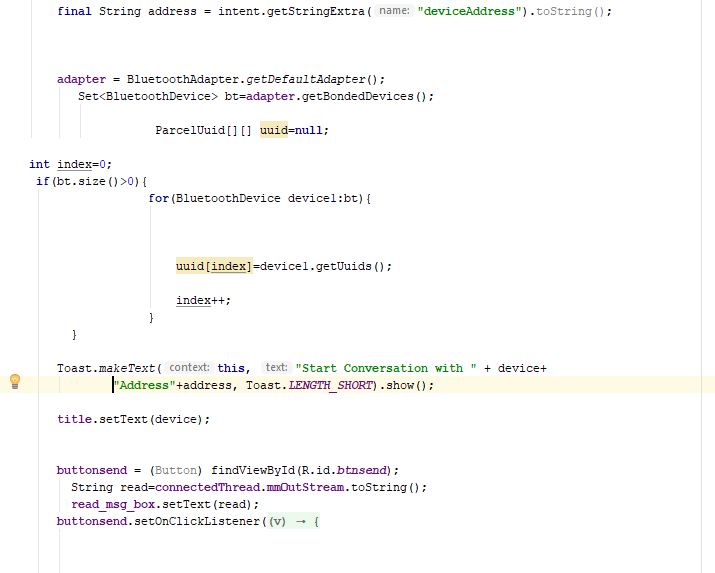 final String address = intent.getStringExtra( name: "deviceAddress").toString();
adapter = BluetoothAdapter.getDefaultAdapter();
Set<BluetoothDevice> bt=adapter.getBondedDevices();
ParcelUuid[][] uuid=null;
int index=0;
if(bt.size()>0){
for(BluetoothDevice device1:bt){
uuid[index]=device1.getUuids();
index++;
}
}
Toast.makeText( context: this, text: "Start Conversation with " + device+
"Address"+address, Toast.LENGTH_SHORT).show();
title.setText(device);
buttonsend = (Button) findViewById(R.id.btnsend);
String read=connectedThread.mmOutStream.toString();
read_msg_box.setText(read);
buttonsend.setOnClickListener((v) → {